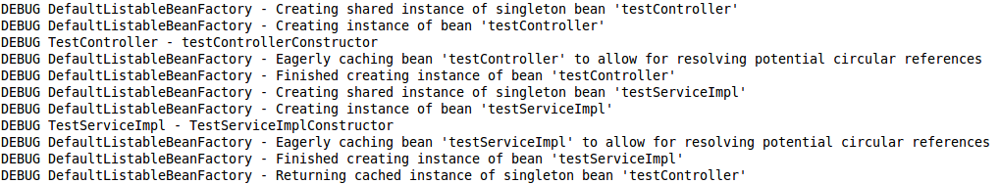 DEBUG DefaultListableBeanFactory - Creating shared instance of singleton bean 'testController'
DEBUG DefaultListableBeanFactory - Creating instance of bean 'testController'
DEBUG TestController - testControllerConstructor
DEBUG DefaultListableBeanFactory - Eagerly caching bean 'testController' to allow for resolving potential circular references
DEBUG DefaultListableBeanFactory - Finished creating instance of bean 'testController'
DEBUG DefaultListableBeanFactory - Creating shared instance of singleton bean 'testServiceImpl'
DEBUG DefaultListableBeanFactory - Creating instance of bean 'testServiceImpl'
DEBUG TestServiceImpl - TestServiceImplConstructor
DEBUG DefaultListableBeanFactory - Eagerly caching bean 'testServiceImpl' to allow for resolving potential circular references
DEBUG DefaultListableBeanFactory - Finished creating instance of bean 'testServiceImpl'
DEBUG DefaultListableBeanFactory - Returning cached instance of singleton bean 'testController'